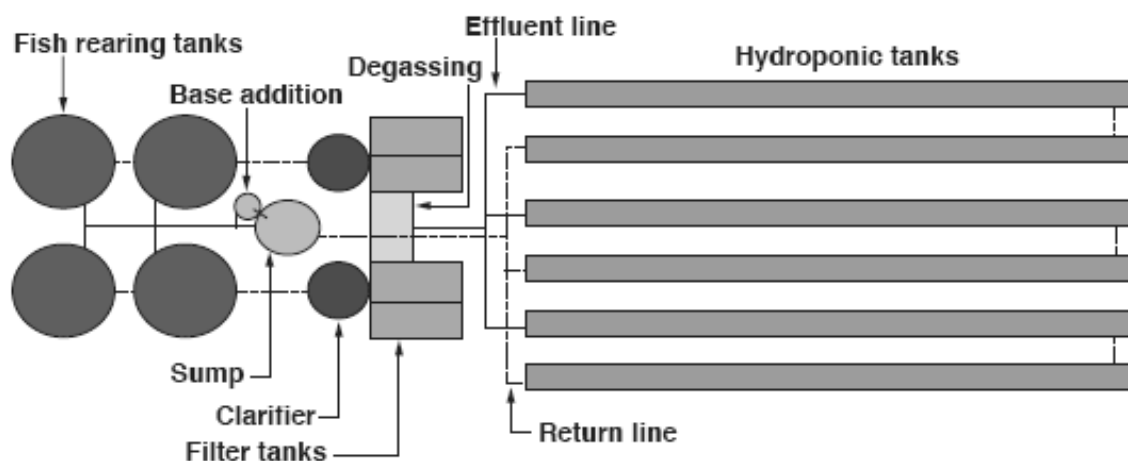 Effluent line
Fish rearing tanks
Degassing
Hydroponic tanks
Base addition
Sump
Clarifier
Filter tanks
Return line